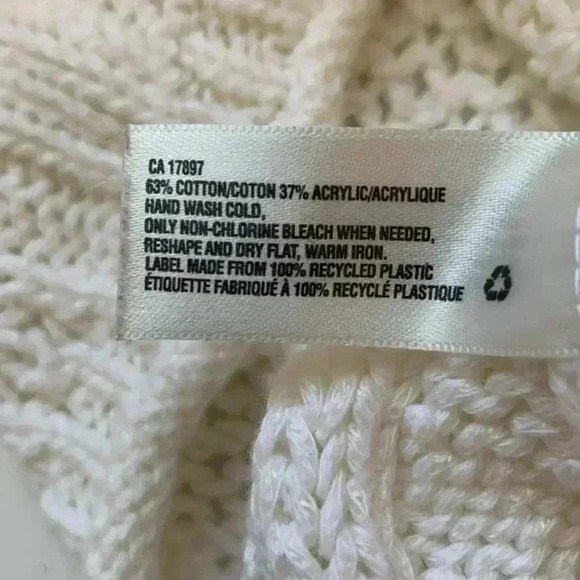 CA 17897
63% COTTON/COTON 37% ACRYLIC/ACRYLIQUE
HAND WASH COLD,
ONLY NON-CHLORINE BLEACH WHEN NEEDED,
RESHAPE AND DRY FLAT, WARM IRON.
LABEL MADE FROM 100% RECYCLED PLASTIC
ÉTIQUETTE FABRIQUÉ À 100% RECYCLÉ PLASTIQUE